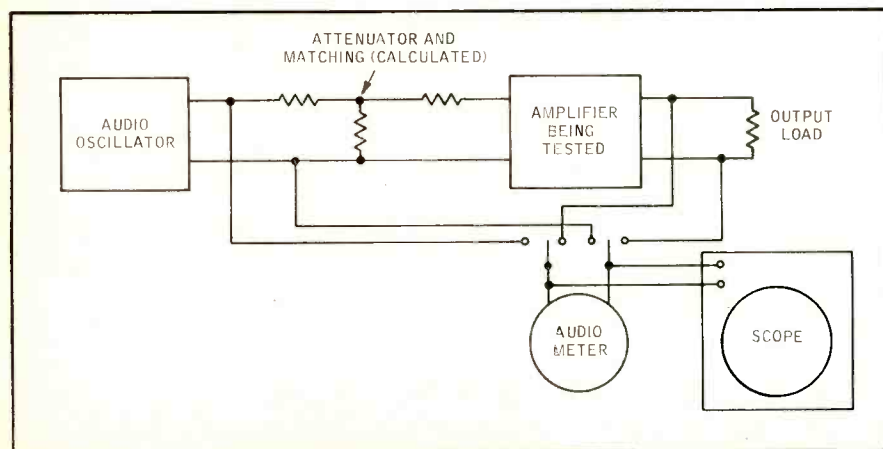 ATTENUATOR AND
MATCHING (CALCULATED)
AUDIO
OSCILLATOR
AMPLIFIER
BEING
TESTED
OUTPUT
LOAD
AUDIO
METER
SCOPE